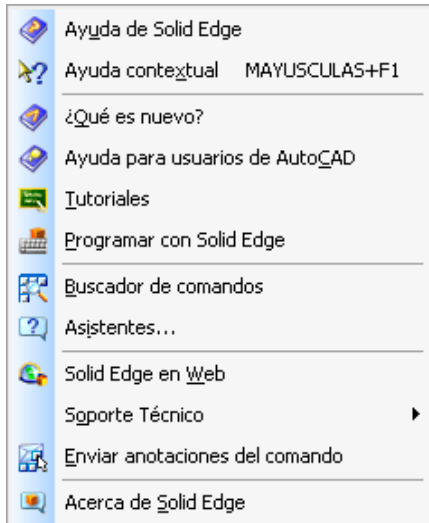 Ayuda de Solid Edge
Ayuda contextual MAYUSCULAS+F1
¿Qué es nuevo?
Ayuda para usuarios de AutoCAD
Tutoriales
Programar con Solid Edge
Buscador de comandos
Asistentes...
Solid Edge en Web
Soporte Técnico
Enviar anotaciones del comando
Acerca de Solid Edge